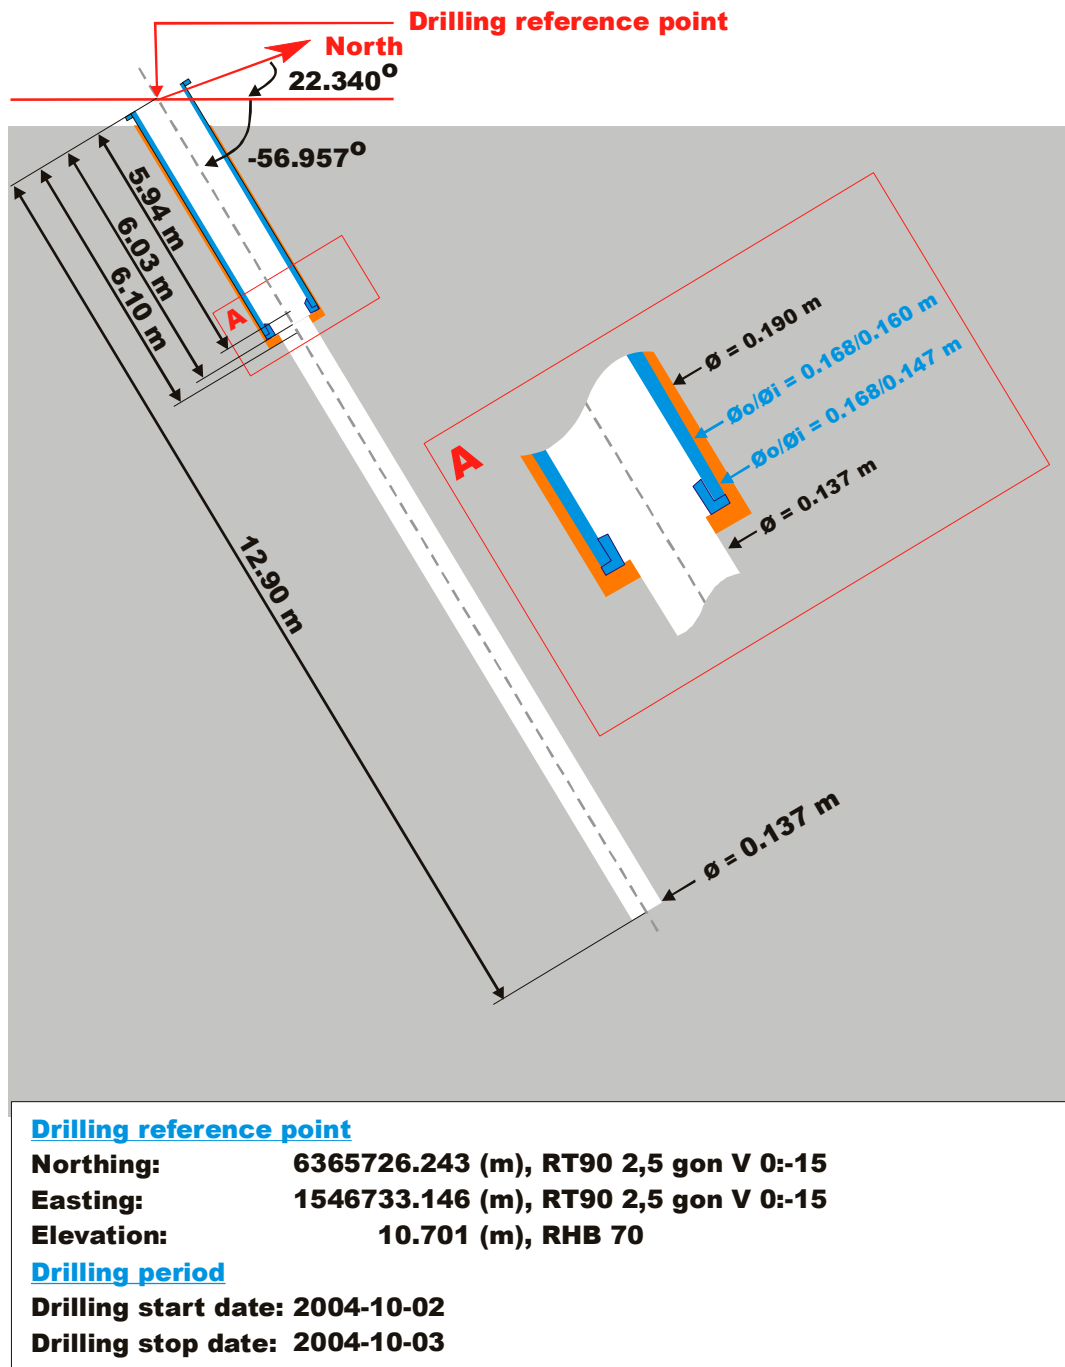 Drilling reference point
North
22.340°
-56.957°
5.94 m
6.03 m
6.10 m
A
12.90 m
A
ø = 0.190 m
Øo/Øi = 0.168/0.160 m
Øo/Øi = 0.168/0.147 m
ø = 0.137 m
ø = 0.137 m
Drilling reference point
Northing: 6365726.243 (m), RT90 2,5 gon V 0:-15
Easting: 1546733.146 (m), RT90 2,5 gon V 0:-15
Elevation: 10.701 (m), RHB 70
Drilling period
Drilling start date: 2004-10-02
Drilling stop date: 2004-10-03